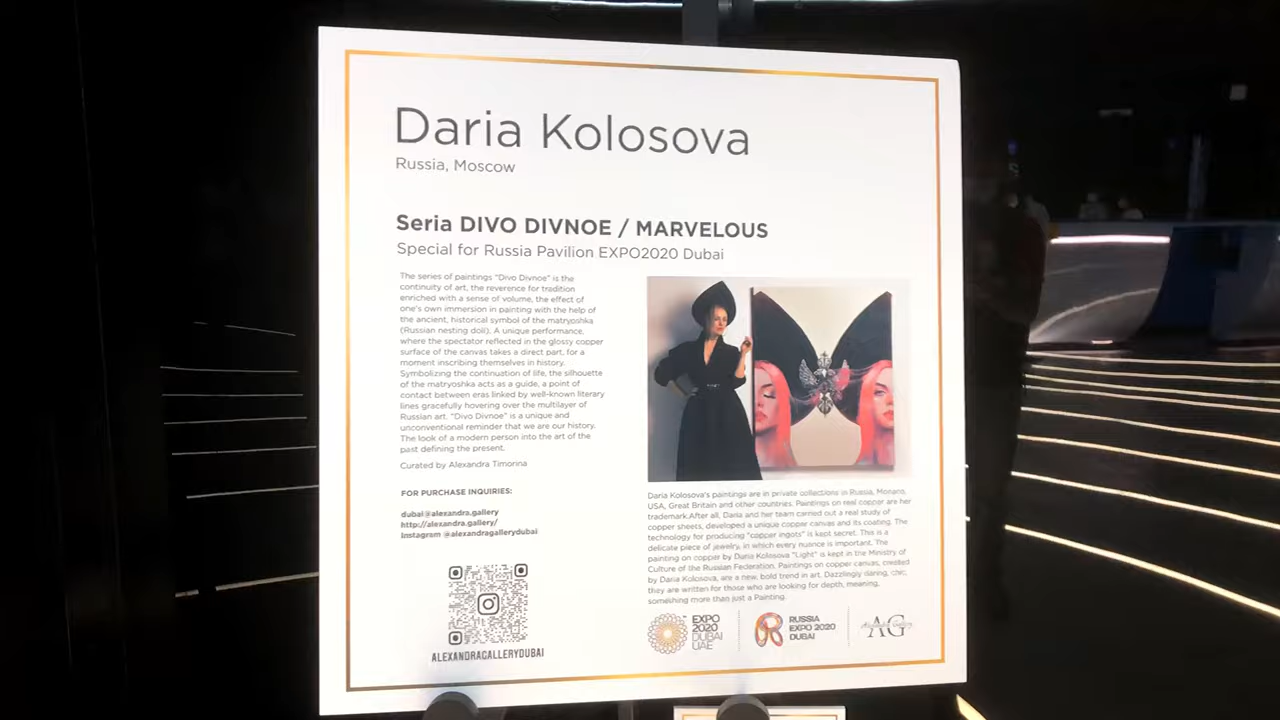 Daria Kolosova
Russia, Moscow
Seria DIVO DIVNOE / MARVELOUS
Special for Russia Pavilion EXPO2020 Dubai
The series of paintings "Divo Divnoe" is the
continuity of art, the reverence for tradition
enriched with a sense of volume, the effect of
one's own immersion in painting with the help of
the ancient, historical symbol of the matryoshka
(Russian nesting doll). A unique performance,
where the spectator reflected in the glossy copper
surface of the canvas takes a direct part, for a
moment inscribing themselves in history.
Symbolizing the continuation of life, the silhouette
of the matryoshka acts as a guide, a point of
contact between eras linked by well-known literary
lines gracefully hovering over the multilayer of
Russian art. "Divo Divnoe" is a unique and
unconventional reminder that we are our history.
The look of a modern person into the art of the
past defining the present.
Curated by Alexandra Timorina
FOR PURCHASE INQUIRIES:
dubai@alexandra.gallery
http://alexandra.gallery/
Instagram @alexandragallerydubai
ALEXANDRAGALLERYDUBAI
Daria Kolosova's paintings are in private collections in Russia, Monaro,
USA, Great Britain and other countries. Paintings on real copper are her
trademark.After all, Daria and her team carried out a real study of
copper sheets, developed a unique copper canvas and its coating. The
technology for producing "copper ingots" is kept secret. This is a
delicate piece of jewelry, in which every nuance is important. The
painting on copper by Daria Kolosova "Light" is kept in the Ministry of
Culture of the Russian Federation. Paintings on copper canvas, created
by Daria Kolosova, are a new, bold trend in art. Dazzlingly daring, chic,
they are written for those who are looking for depth, meaning,
something more than just a Painting.
EXPO
2020
DUBAI
UAE
RUSSIA
EXPO 2020
DUBAI
AG
Alexandra Gallery